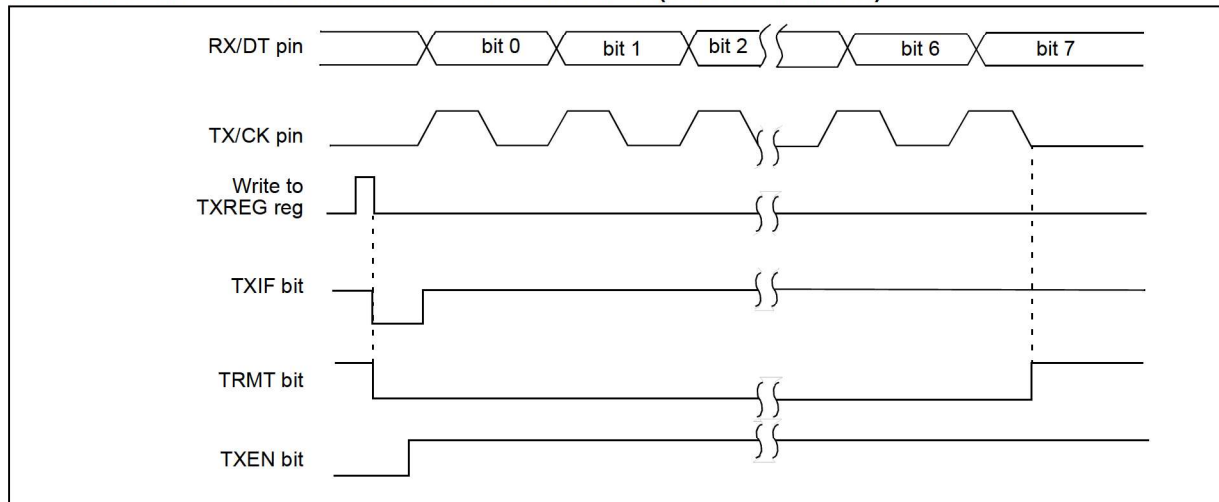 RX/DT pin
bit 0 bit 1 bit 2 bit 6 bit 7
TX/CK pin
Write to
TXREG reg
TXIF bit
TRMT bit
TXEN bit